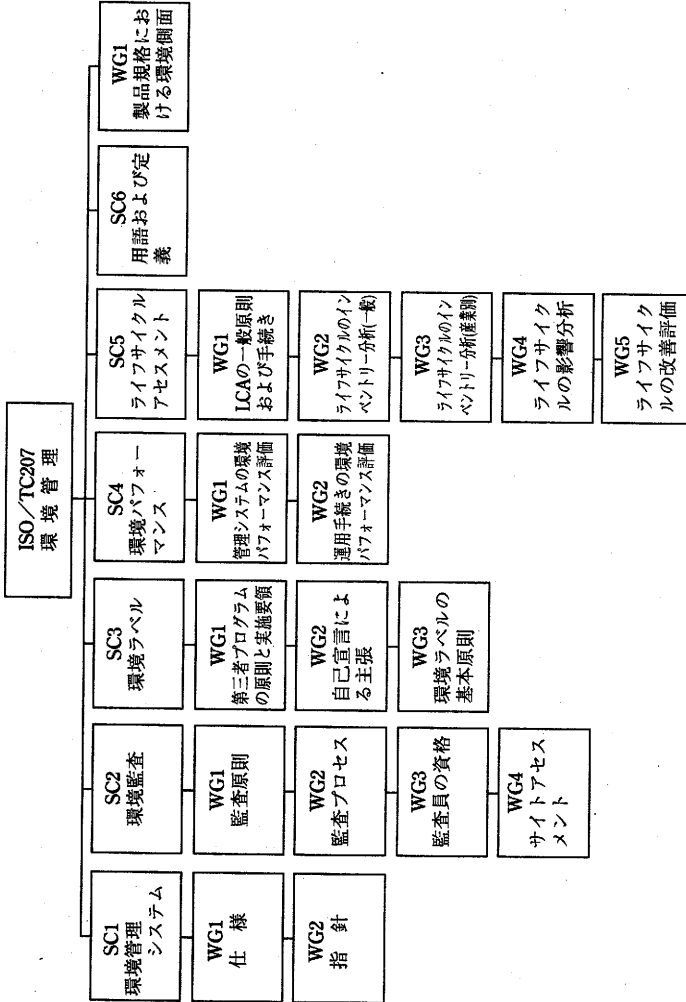 ISO/TC207
環境管理
SC1
環境管理
システム
WG1
仕様
WG2
指針
SC2
環境監査
WG1
監査原則
WG2
監査プロセス
WG3
監査員の資格
WG4
サイトアセス
メント
SC3
環境ラベル
WG1
第三者プログラム
の原則と実施要領
WG2
自己宣言によ
る主張
WG3
環境ラベルの
基本原則
SC4
環境パフォー
マンス
WG1
管理システムの環境
パフォーマンス評価
WG2
運用手続きの環境
パフォーマンス評価
SC5
ライフサイクル
アセスメント
WG1
LCAの一般原則
および手続き
WG2
ライフサイクルのイン
ベントリー分析(一般)
WG3
ライフサイクルのイン
ベントリー分析(産業別)
WG4
ライフサイク
ルの影響分析
WG5
ライフサイク
ルの改善評価
SC6
用語および定
義
WG1
製品規格にお
ける環境側面